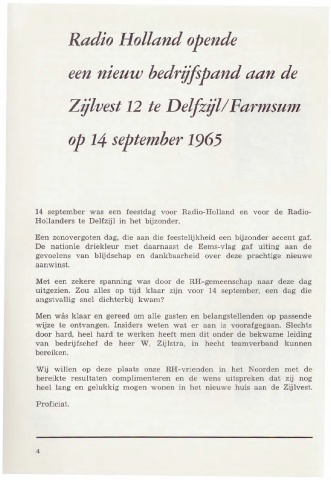 Radio Holland opende
een nieuw bedrijfspand aan de
Zijlvest 12 te Delfzijl/Farmsum
op 14 september 1965
14 september was een feestdag voor Radio-Holland en voor de Radio-
Hollanders te Delfzijl in het bijzonder.
Een zonovergoten dag, die aan die feestelijkheid een bijzonder accent gaf.
De nationle driekleur met daarnaast de Eems-vlag gaf uiting aan de
gevoelens van blijdschap en dankbaarheid over deze prachtige nieuwe
aanwinst.
Met een zekere spanning was door de RH-gemeenschap naar deze dag
uitgezien. Zou alles op tijd klaar zijn voor 14 september, een dag die
angstvallig snel dichterbij kwam?
Men wás klaar en gereed om alle gasten en belangstellenden op passende
wijze te ontvangen. Insiders weten wat er aan is voorafgegaan. Slechts
door hard, heel hard te werken heeft men dit onder de bekwame leiding
van bedrijfschef de heer W. Zijlstra, in hecht teamverband kunnen
bereiken.
Wij willen op deze plaats onze RH-vrienden in het Noorden met de
bereikte resultaten complimenteren en de wens uitspreken dat zij nog
heel lang en gelukkig mogen wonen in het nieuwe huis aan de Zijlvest.
Proficiat.
4